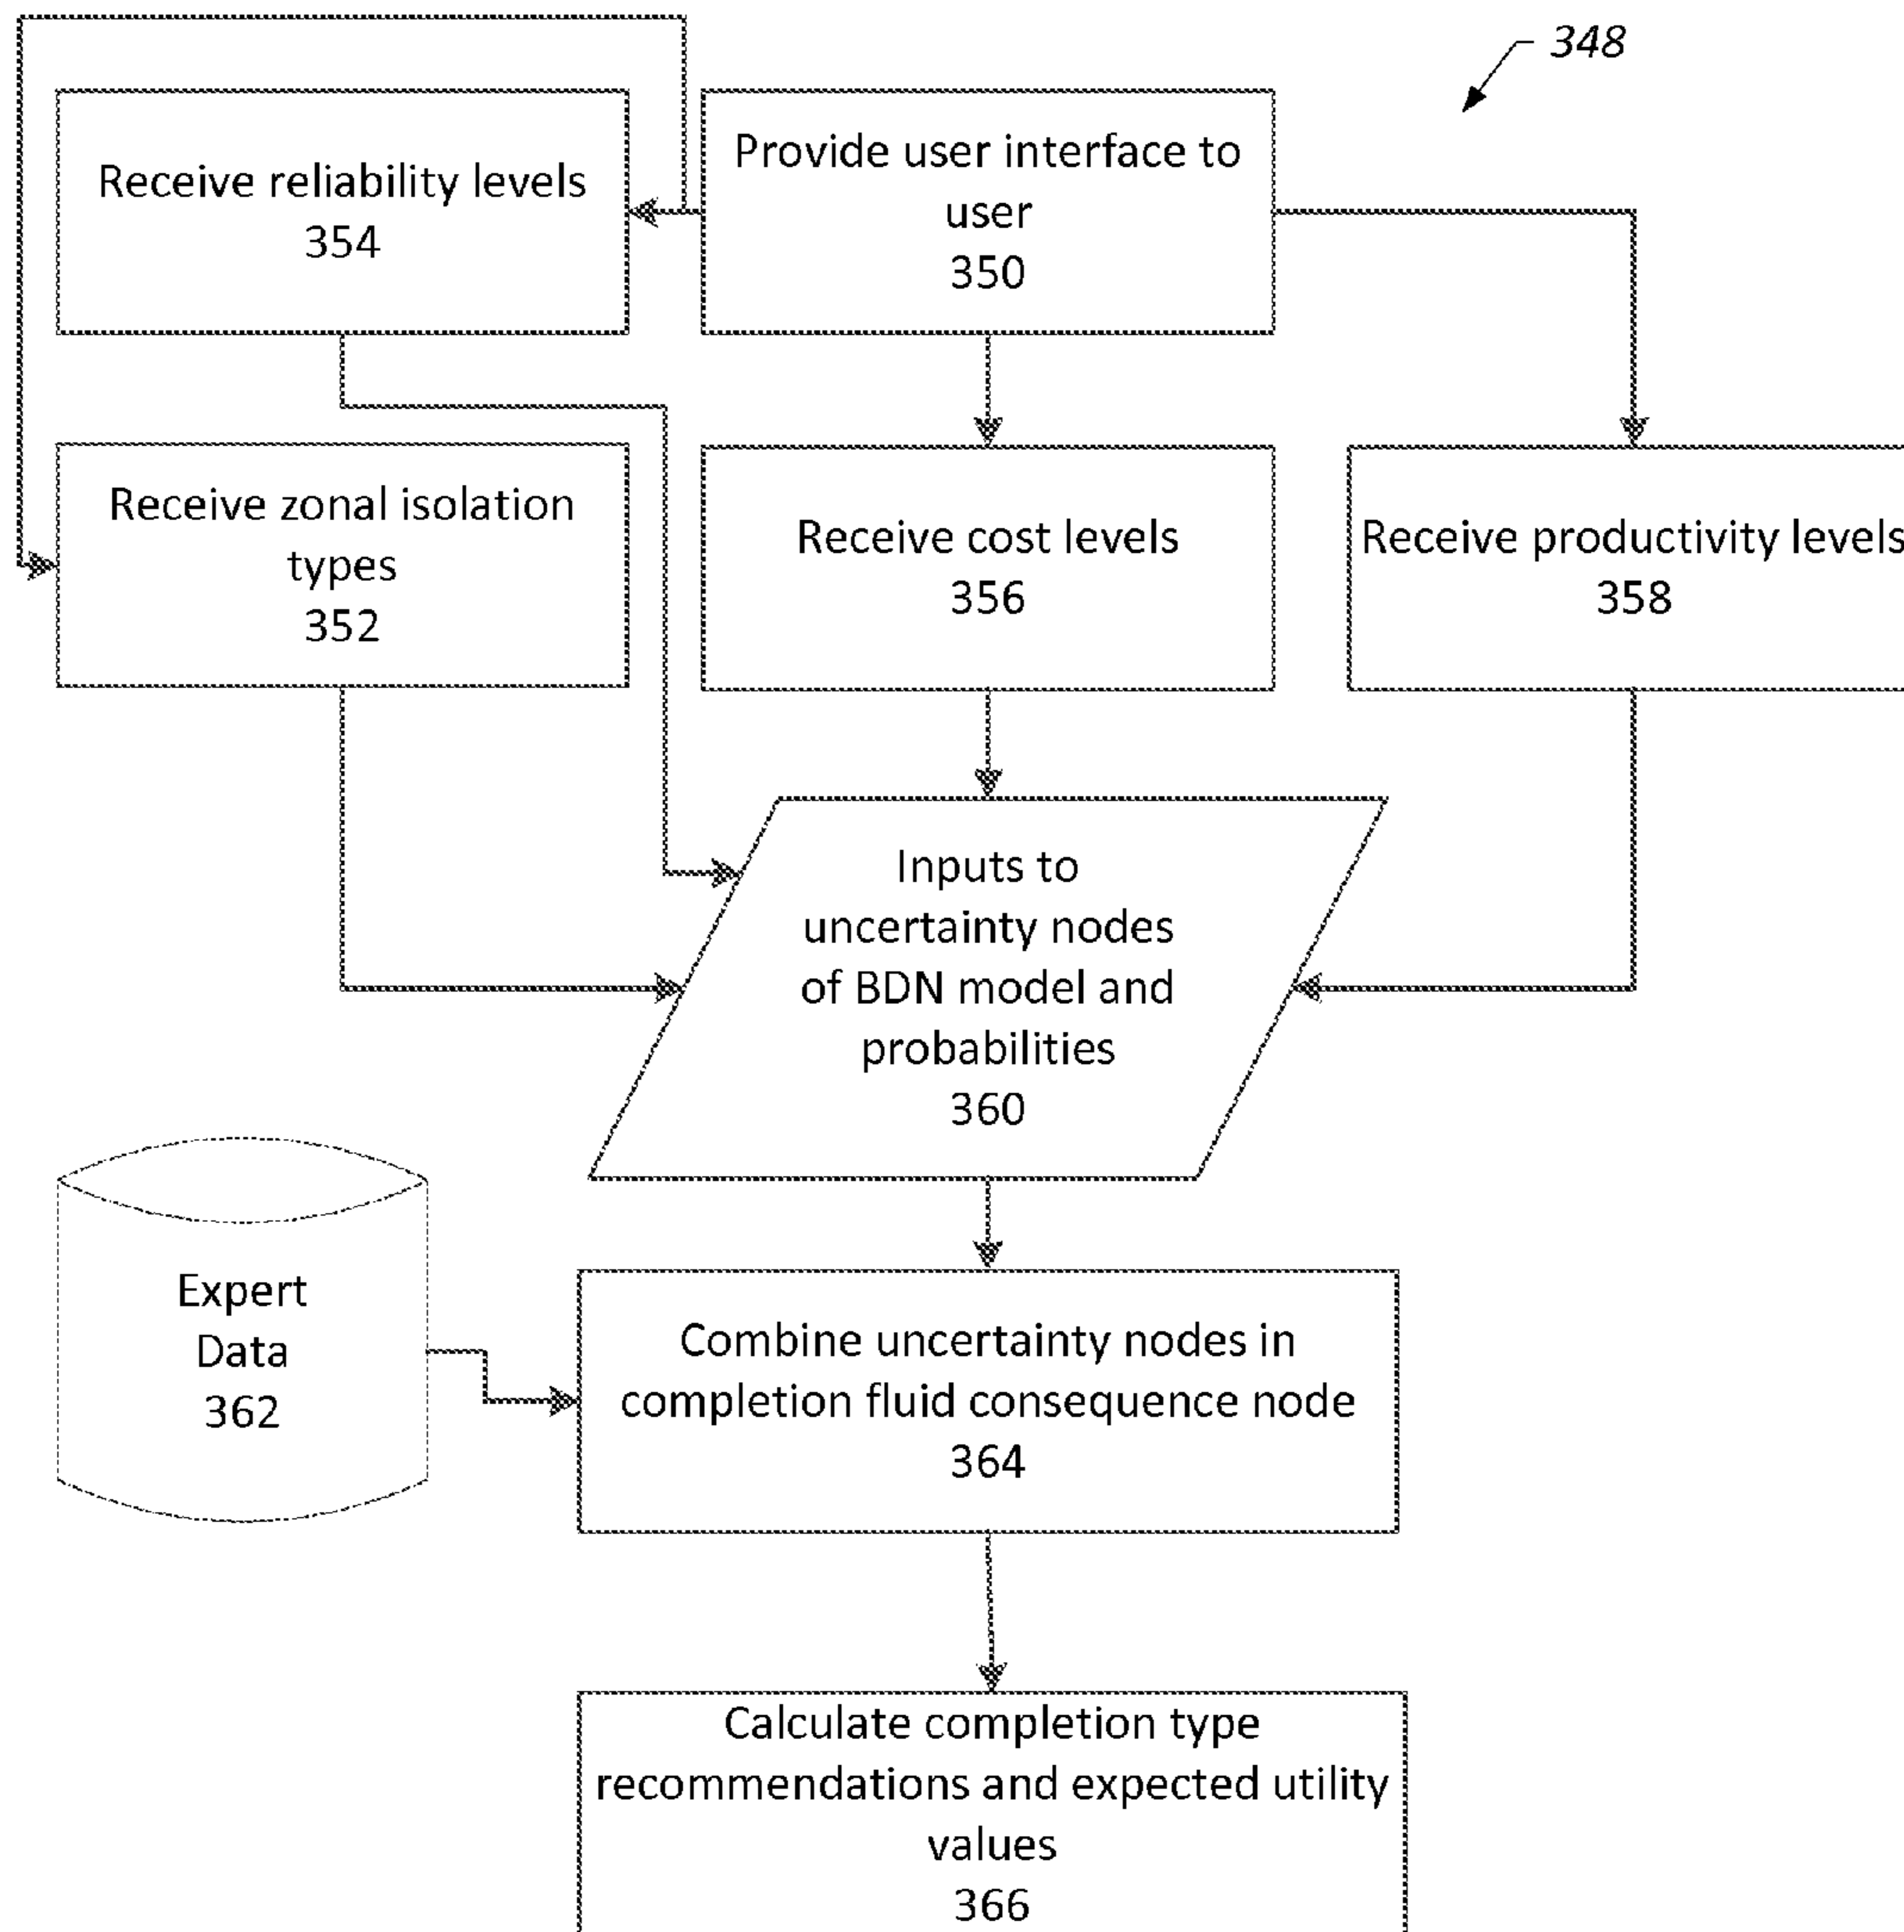 348
Receive reliability levels
354
Provide user interface to
user
350
Receive zonal isolation
types
352
Receive cost levels
356
Receive productivity levels
358
Inputs to
uncertainty nodes
of BDN model and
probabilities
360
Expert
Data
362
Combine uncertainty nodes in
completion fluid consequence node
364
Calculate completion type
recommendations and expected utility
values
366